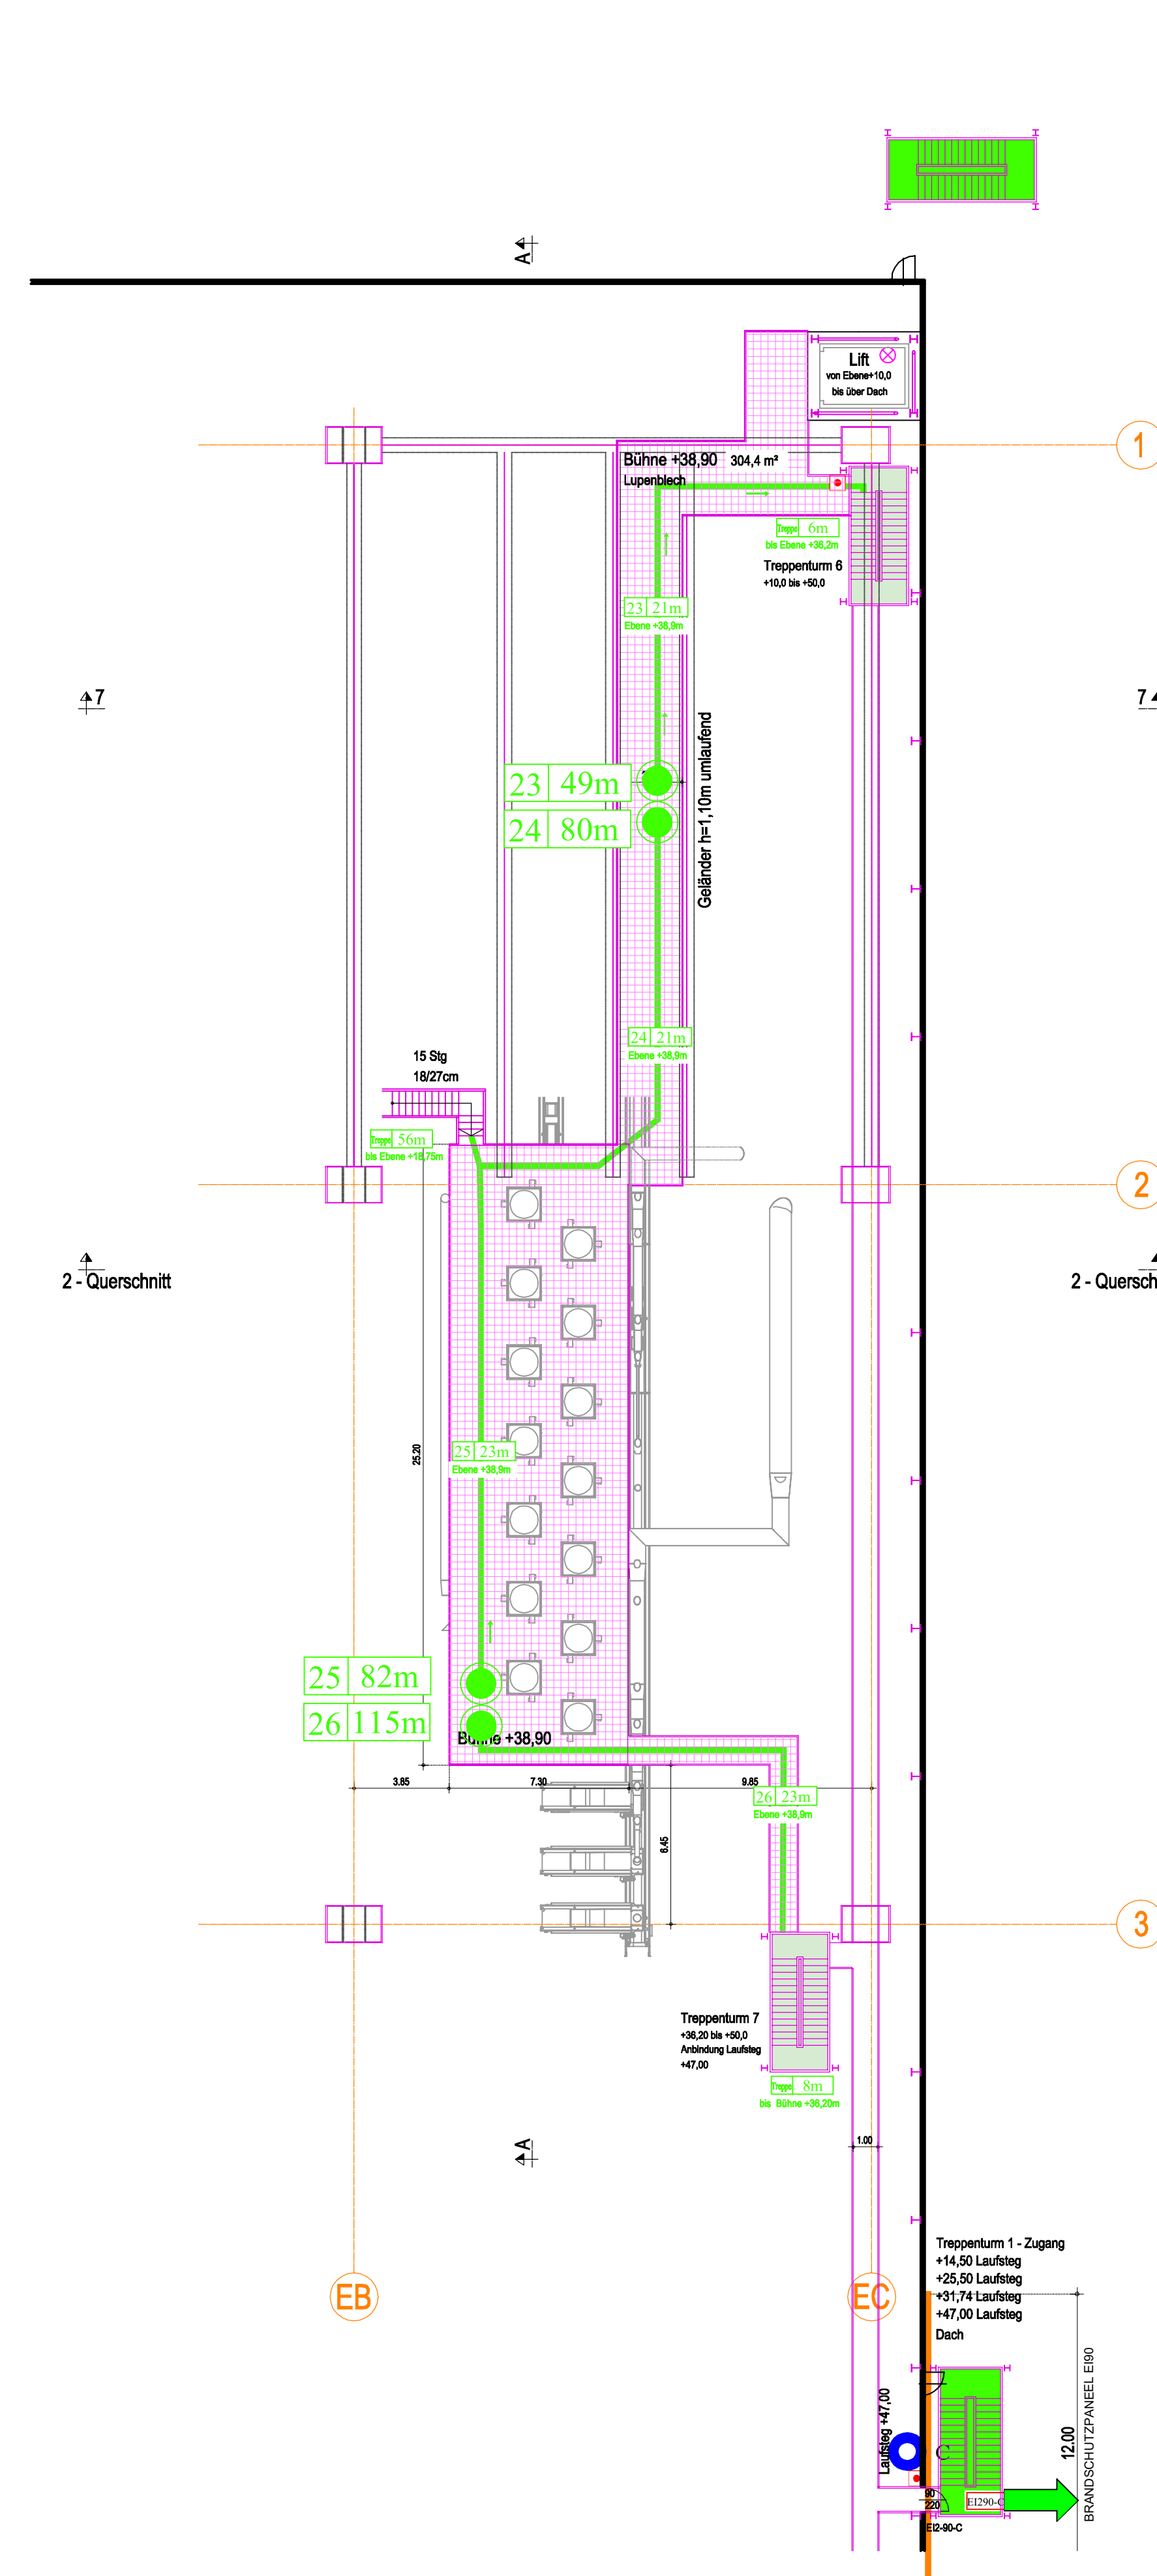 A
Lift
von Ebene+10,0
bis über Dach
1
Bühne +38,90 304,4 m²
Lupenblech
Treppe 6m
bis Ebene +38,2m
Treppenturm 6
+10,0 bis +50,0
23 21m
Ebene +38,9m
7
7
Geländer h=1,10m umlaufend
23 49m
24 80m
24 21m
Ebene +38,9m
15 Stg
18/27cm
Treppe 56m
bis Ebene +18,75m
2
2 - Querschnitt
2 - Quersch
25.20
25 23m
Ebene +38,9m
25 82m
26 115m
Bühne +38,90
3.85
7.30
9.85
26 23m
Ebene +38,9m
6.45
3
Treppenturm 7
+36,20 bis +50,0
Anbindung Laufsteg
+47,00
Treppe 8m
bis Bühne +36,20m
A
1.00
Treppenturm 1 - Zugang
+14,50 Laufsteg
+25,50 Laufsteg
+31,74 Laufsteg
+47,00 Laufsteg
Dach
EB
EC
Laufsteg +47,00
C
12.00
BRANDSCHUTZPANEEL EI90
90
220
EI290-C
EI2-90-C